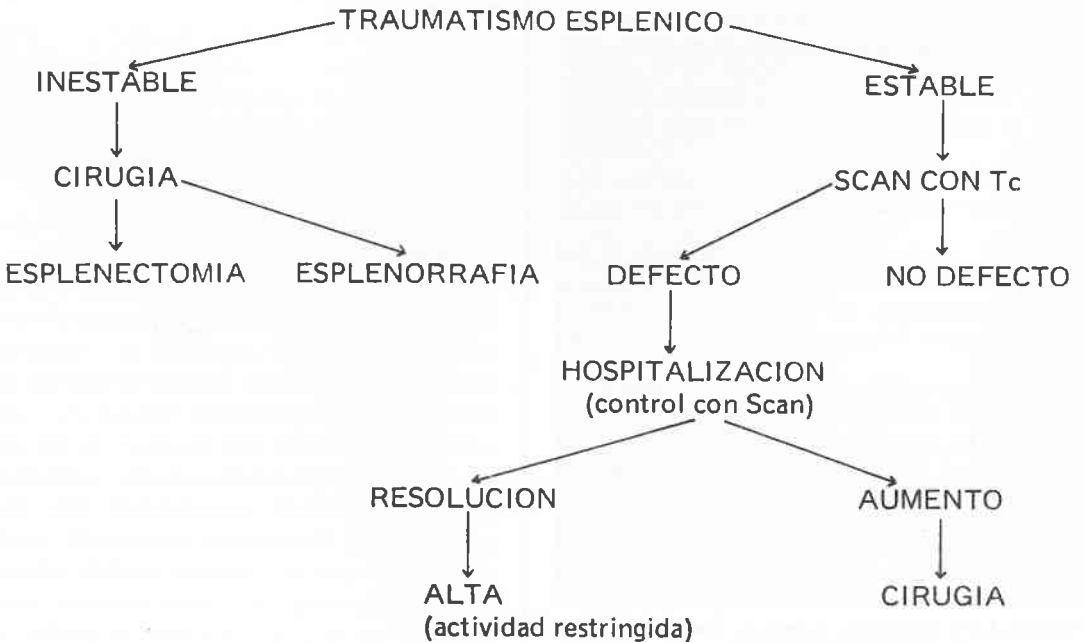 TRAUMATISMO ESPLENICO
INESTABLE
ESTABLE
CIRUGIA
SCAN CON Tc
ESPLENECTOMIA
ESPLENORRAFIA
DEFECTO
NO DEFECTO
HOSPITALIZACION
(control con Scan)
RESOLUCION
AUMENTO
ALTA
(actividad restringida)
CIRUGIA